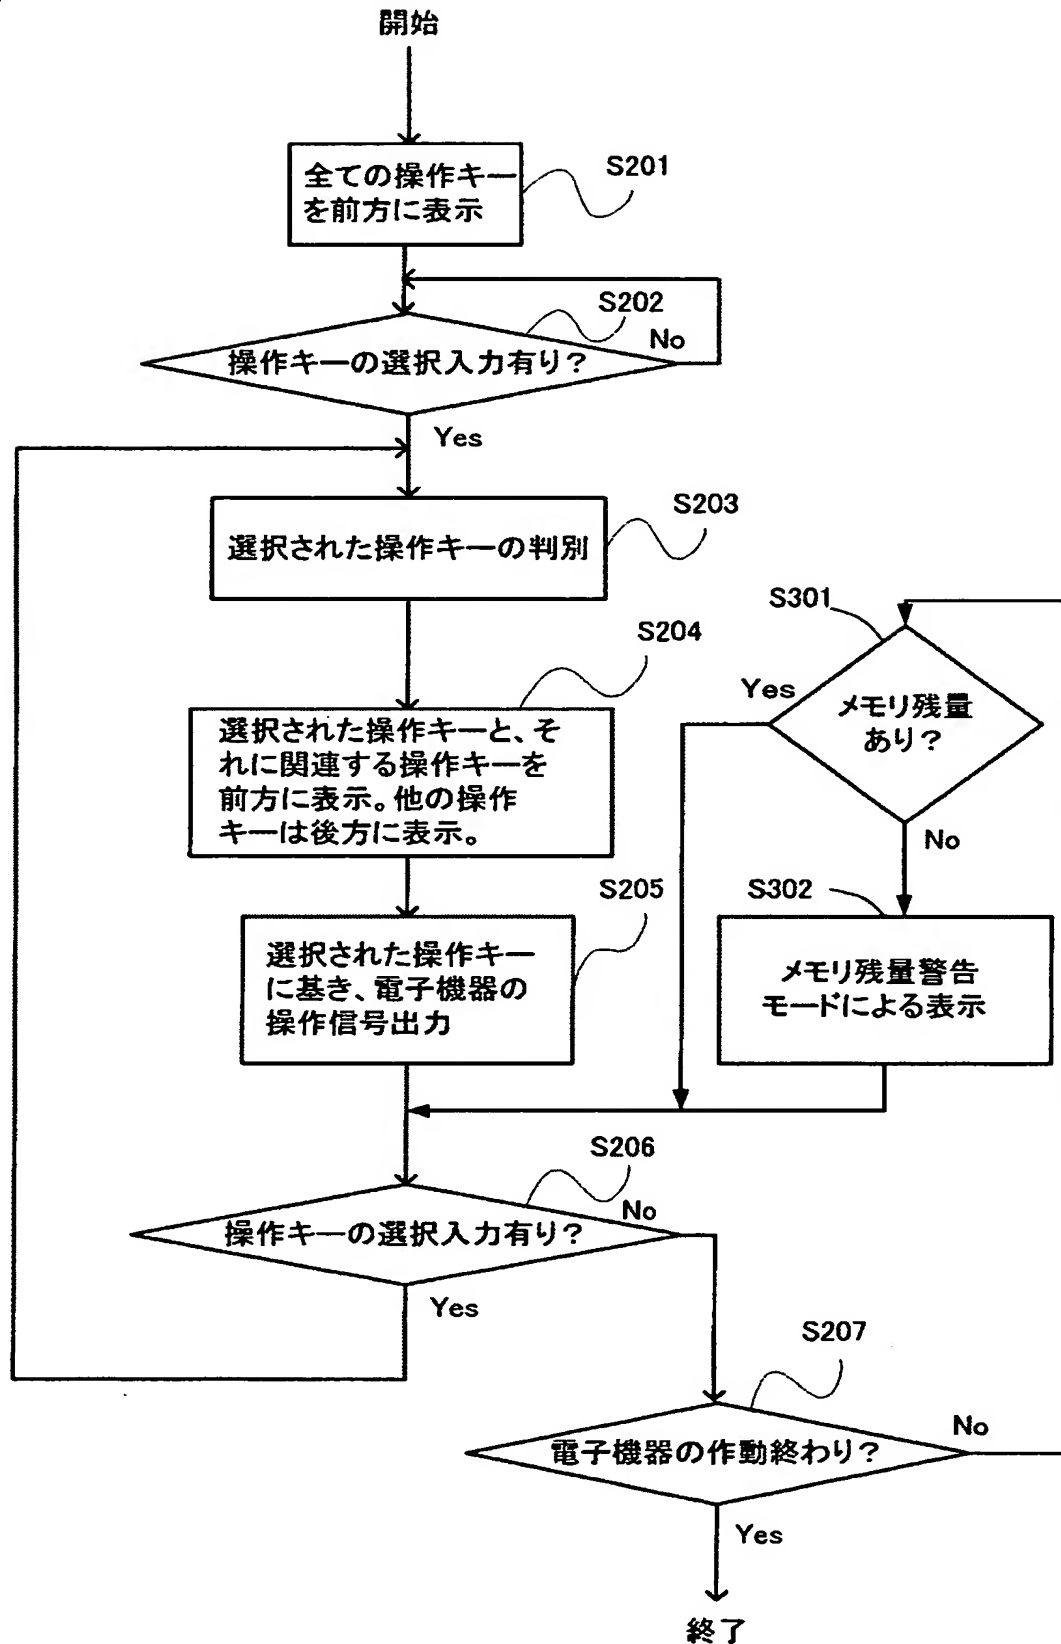 開始
全ての操作キー
を前方に表示
S201
S202
No
操作キーの選択入力有り？
Yes
S203
選択された操作キーの判別
S204
選択された操作キーと、そ
れに関連する操作キーを
前方に表示。他の操作
キーは後方に表示。
S301
Yes
メモリ残量
あり？
No
S205
選択された操作キー
に基き、電子機器の
操作信号出力
S302
メモリ残量警告
モードによる表示
S206
No
操作キーの選択入力有り？
Yes
S207
No
電子機器の作動終わり？
Yes
終了